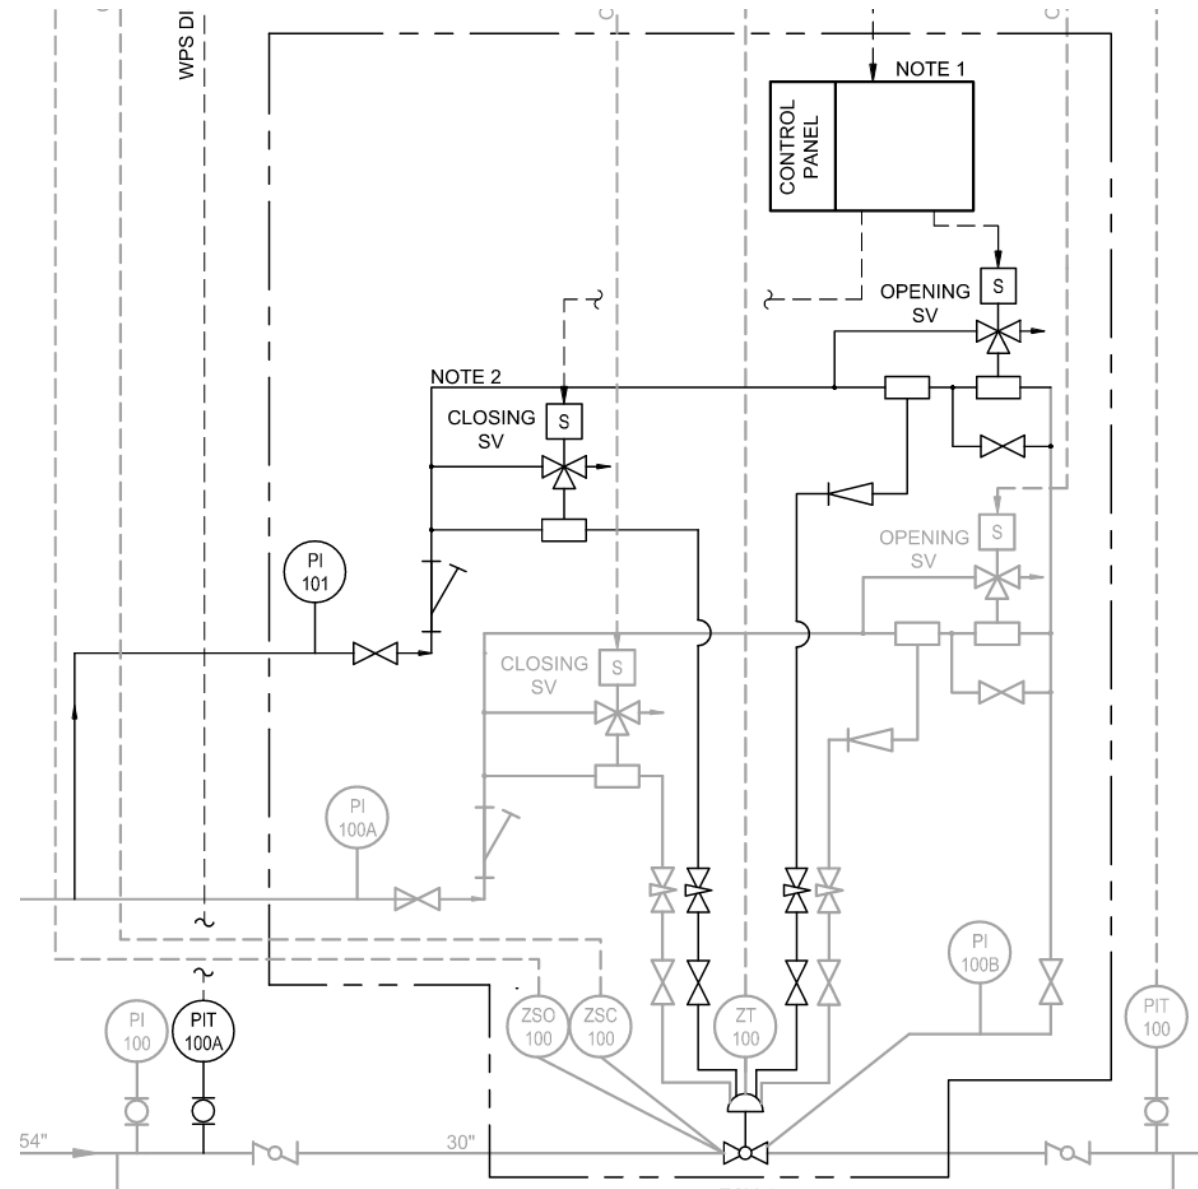 WPS DI
C
C
NOTE 1
CONTROL
PANEL
S
OPENING
SV
NOTE 2
CLOSING
SV
S
OPENING
SV
S
PI
101
CLOSING
SV
S
PI
100A
PI
100B
PI
100
PIT
100A
ZSO
100
ZSC
100
ZT
100
PIT
100
54"
30"